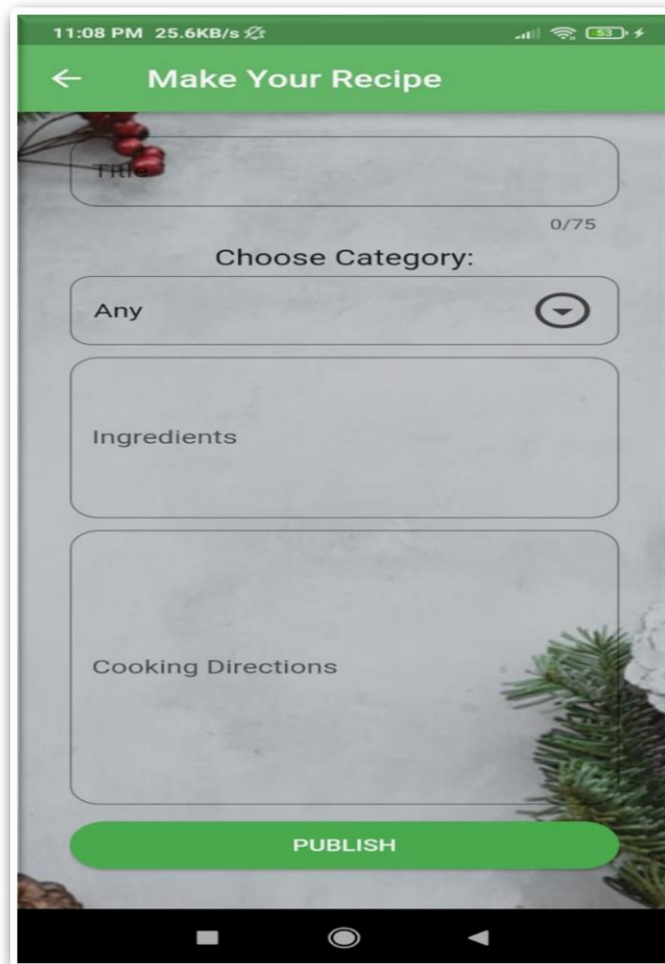 11:08 PM 25.6KB/s 53
Make Your Recipe
Title
0/75
Choose Category:
Any
Ingredients
Cooking Directions
PUBLISH